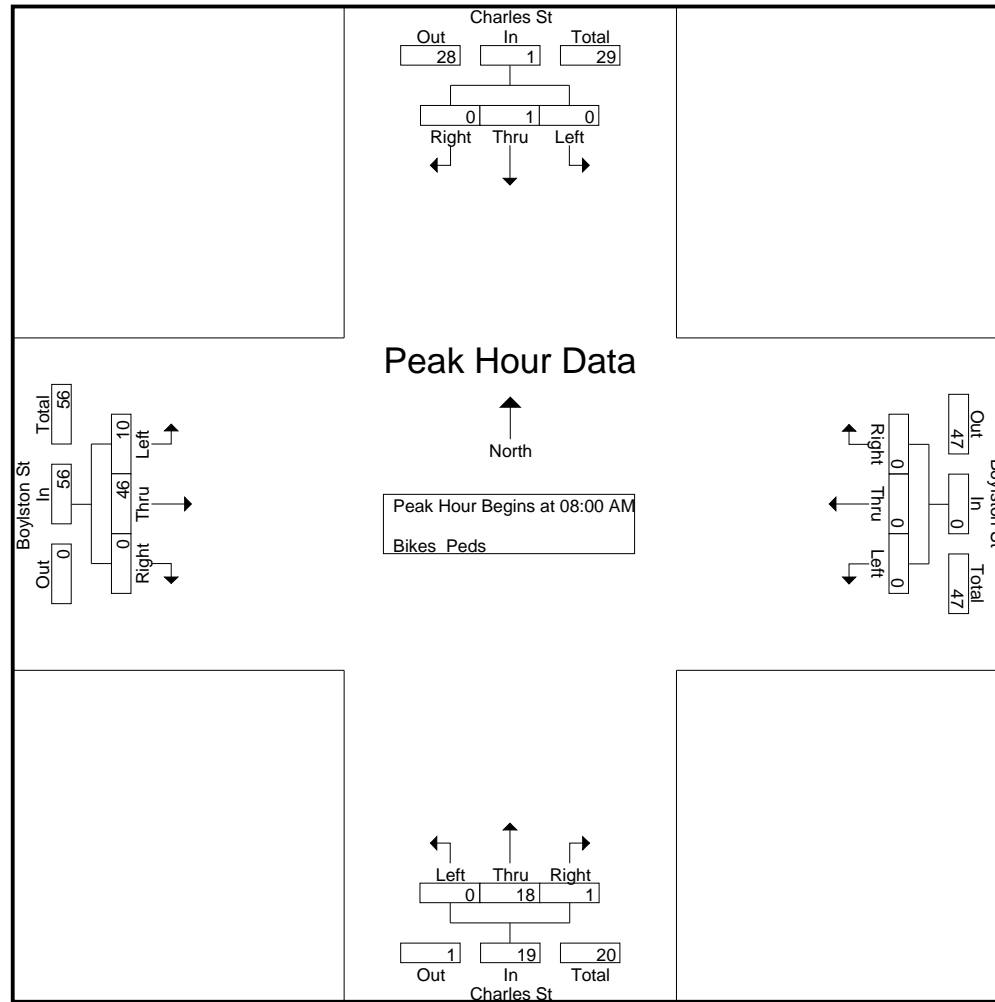 Charles St
Out In Total
28 1 29
0 1 0
Right Thru Left
Peak Hour Data
North
Peak Hour Begins at 08:00 AM
Bikes Peds
Boylston St
Total In Out
56 56 0
10 46 0
Left Thru Right
Boylston St
Out In Total
47 0 47
0 0 0
Right Thru Left
Left Thru Right
0 18 1
1 19 20
Out In Total
Charles St